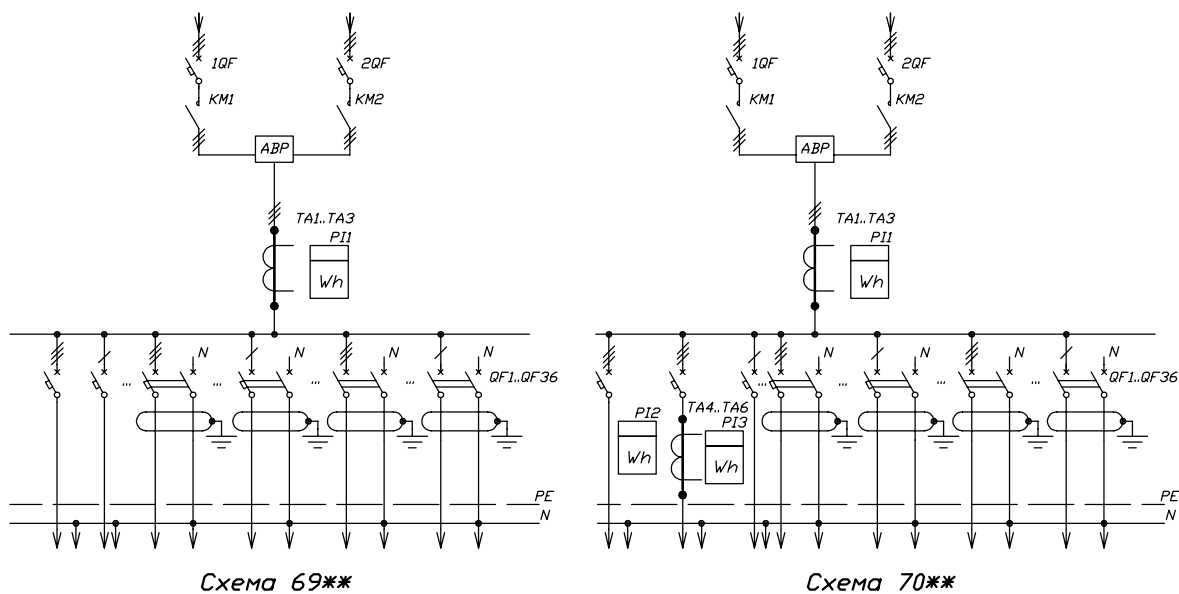 1QF
2QF
KM1
KM2
АВР
TA1..TA3
PI1
Wh
N
N
N
N
...
...
...
...
QF1..QF36
PE
N
Схема 69**
1QF
2QF
KM1
KM2
АВР
TA1..TA3
PI1
Wh
N
N
N
N
...
...
...
...
QF1..QF36
PI2
Wh
TA4..TA6
PI3
Wh
PE
N
Схема 70**